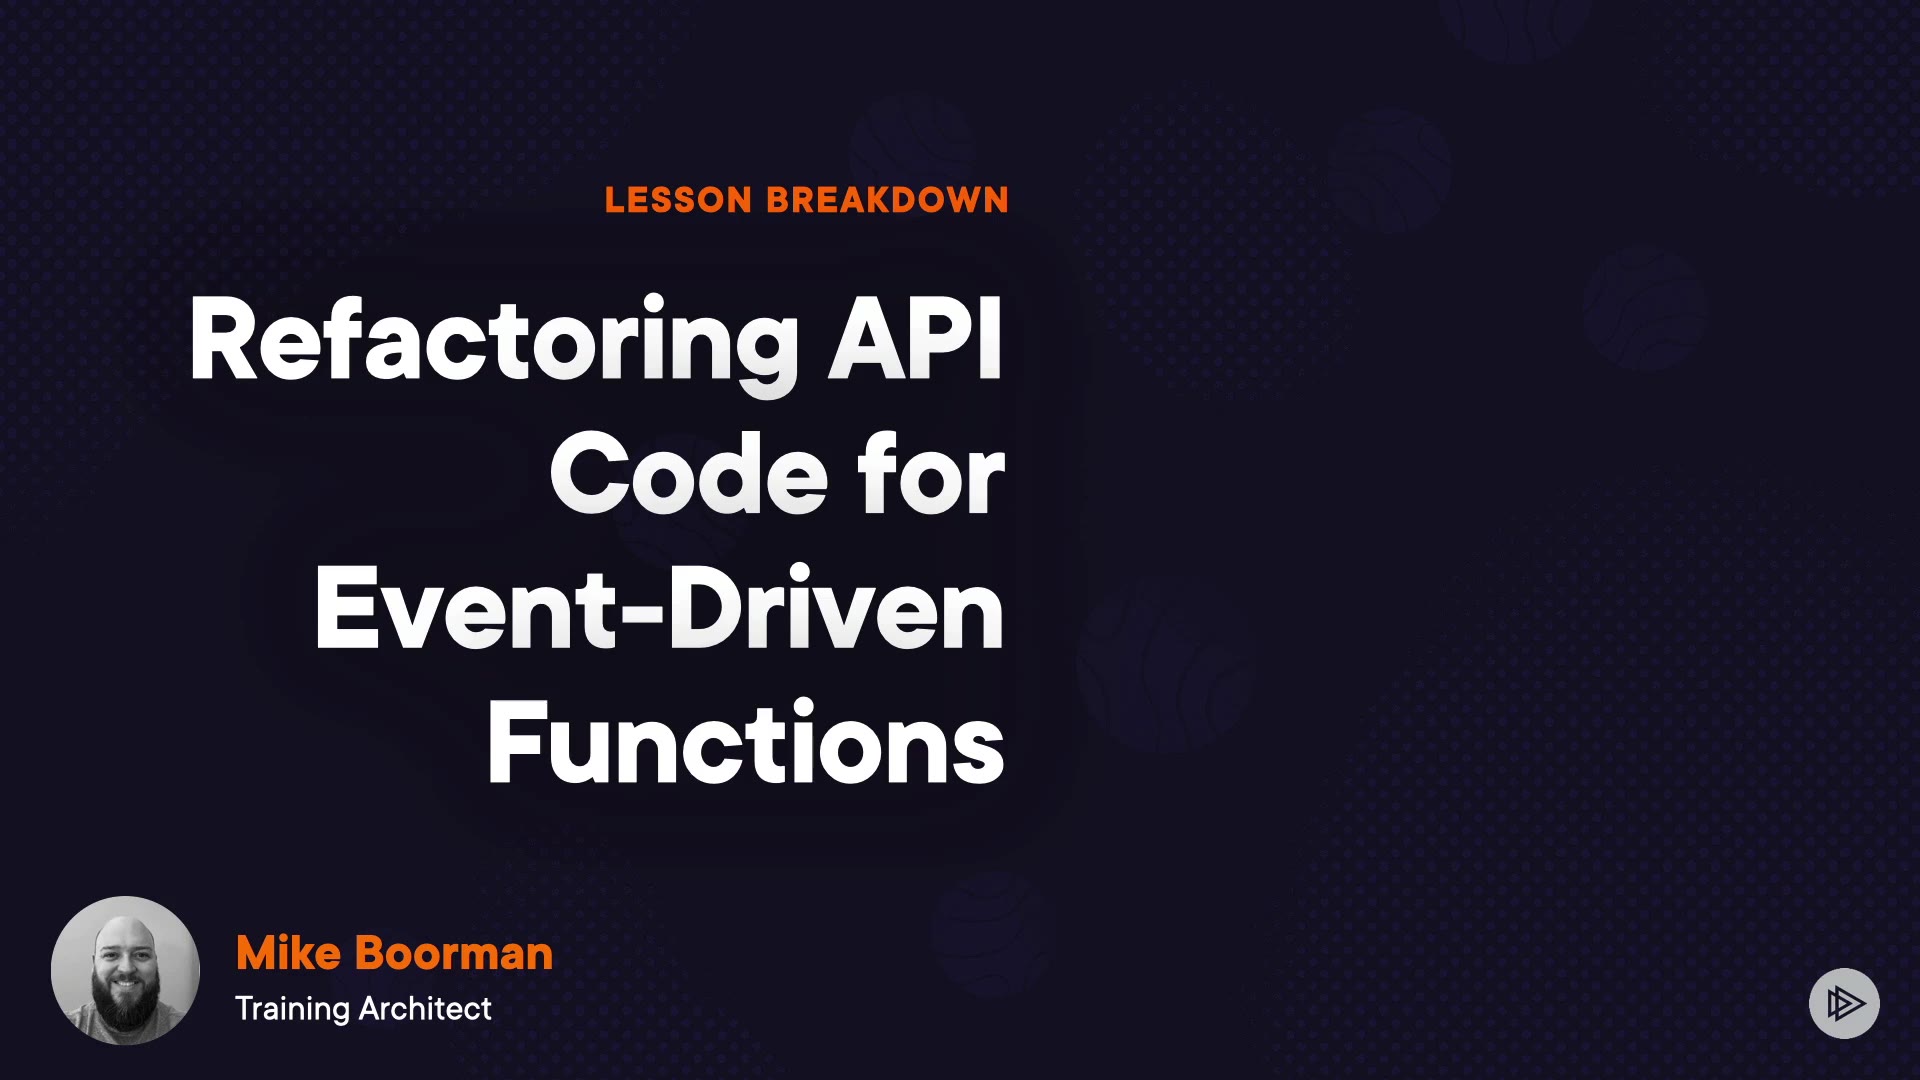 LESSON BREAKDOWN
Refactoring API
Code for
Event-Driven
Functions
Mike Boorman
Training Architect